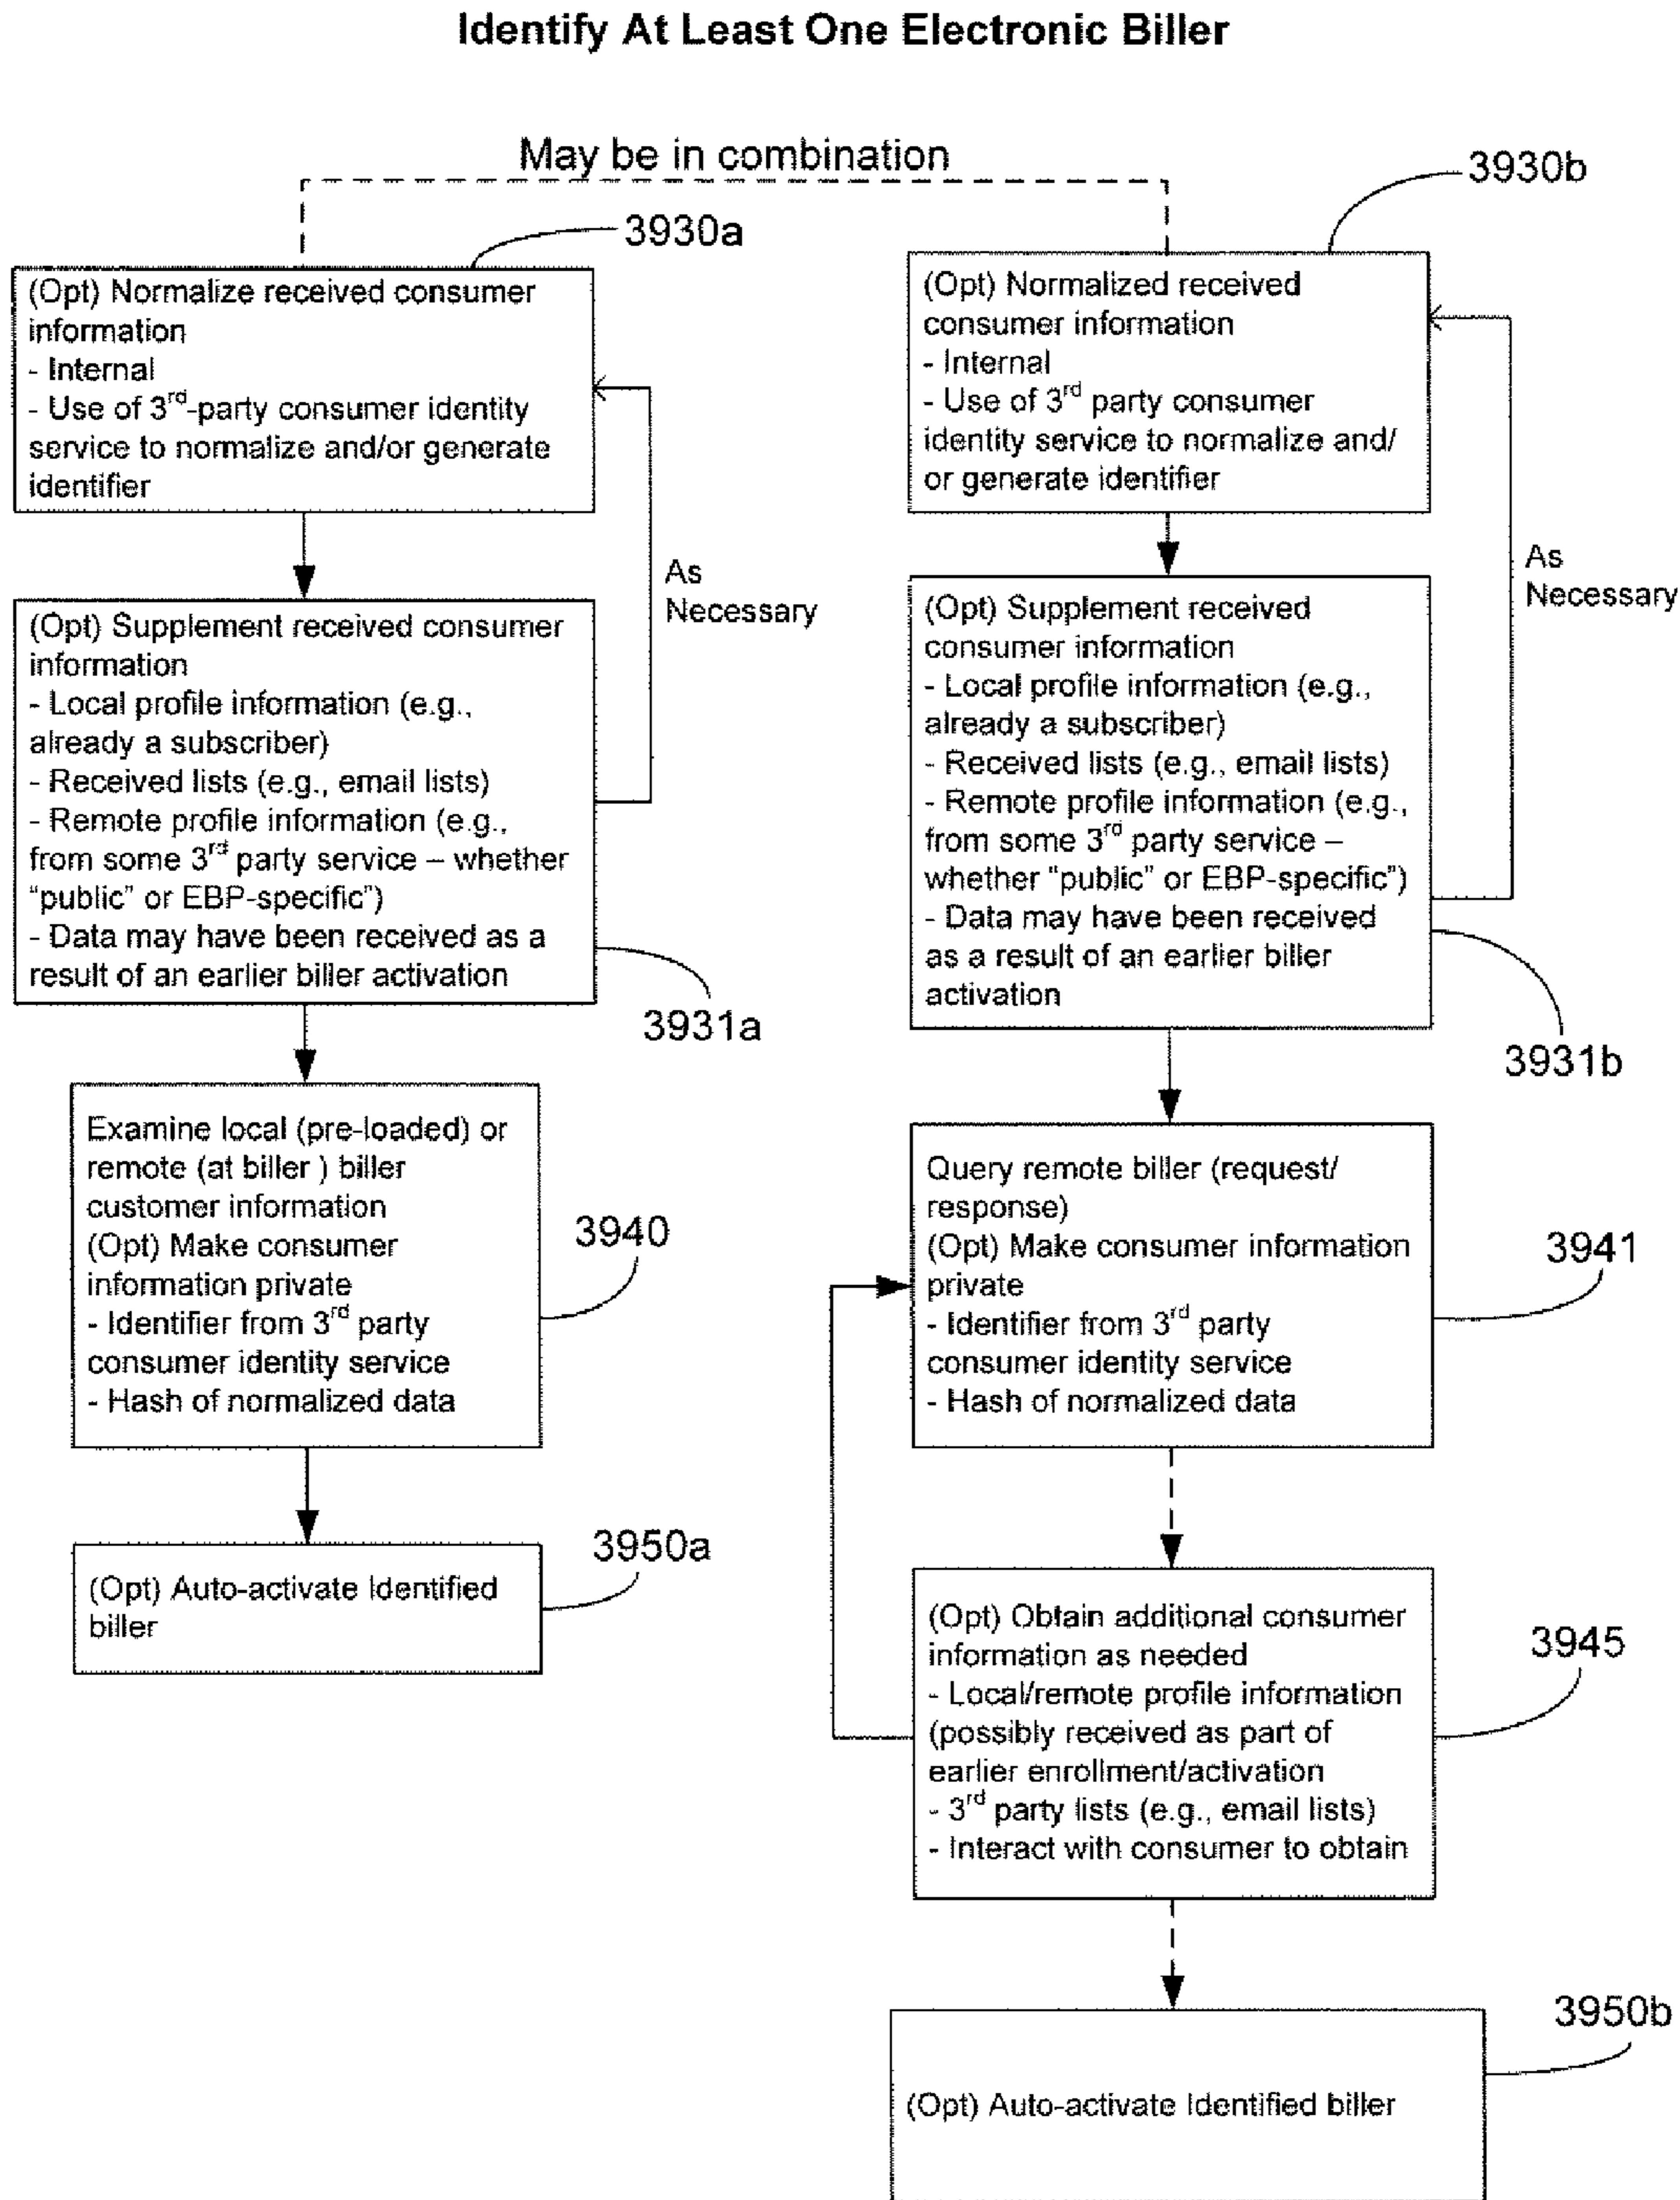 Identify At Least One Electronic Biller
May be in combination
3930b
3930a
(Opt) Normalize received consumer
information
- Internal
- Use of 3rd-party consumer identity
service to normalize and/or generate
identifier
(Opt) Normalized received
consumer information
- Internal
- Use of 3rd party consumer
identity service to normalize and/
or generate identifier
As
Necessary
As
Necessary
(Opt) Supplement received consumer
information
- Local profile information (e.g.,
already a subscriber)
- Received lists (e.g., email lists)
- Remote profile information (e.g.,
from some 3rd party service – whether
“public” or EBP-specific”)
- Data may have been received as a
result of an earlier biller activation
3931a
(Opt) Supplement received
consumer information
- Local profile information (e.g.,
already a subscriber)
- Received lists (e.g., email lists)
- Remote profile information (e.g.,
from some 3rd party service –
whether “public” or EBP-specific”)
- Data may have been received
as a result of an earlier biller
activation
3931b
Examine local (pre-loaded) or
remote (at biller ) biller
customer information
(Opt) Make consumer
information private
- Identifier from 3rd party
consumer identity service
- Hash of normalized data
3940
Query remote biller (request/
response)
(Opt) Make consumer information
private
- Identifier from 3rd party
consumer identity service
- Hash of normalized data
3941
(Opt) Auto-activate Identified
biller
3950a
(Opt) Obtain additional consumer
information as needed
- Local/remote profile information
(possibly received as part of
earlier enrollment/activation
- 3rd party lists (e.g., email lists)
- Interact with consumer to obtain
3945
3950b
(Opt) Auto-activate Identified biller